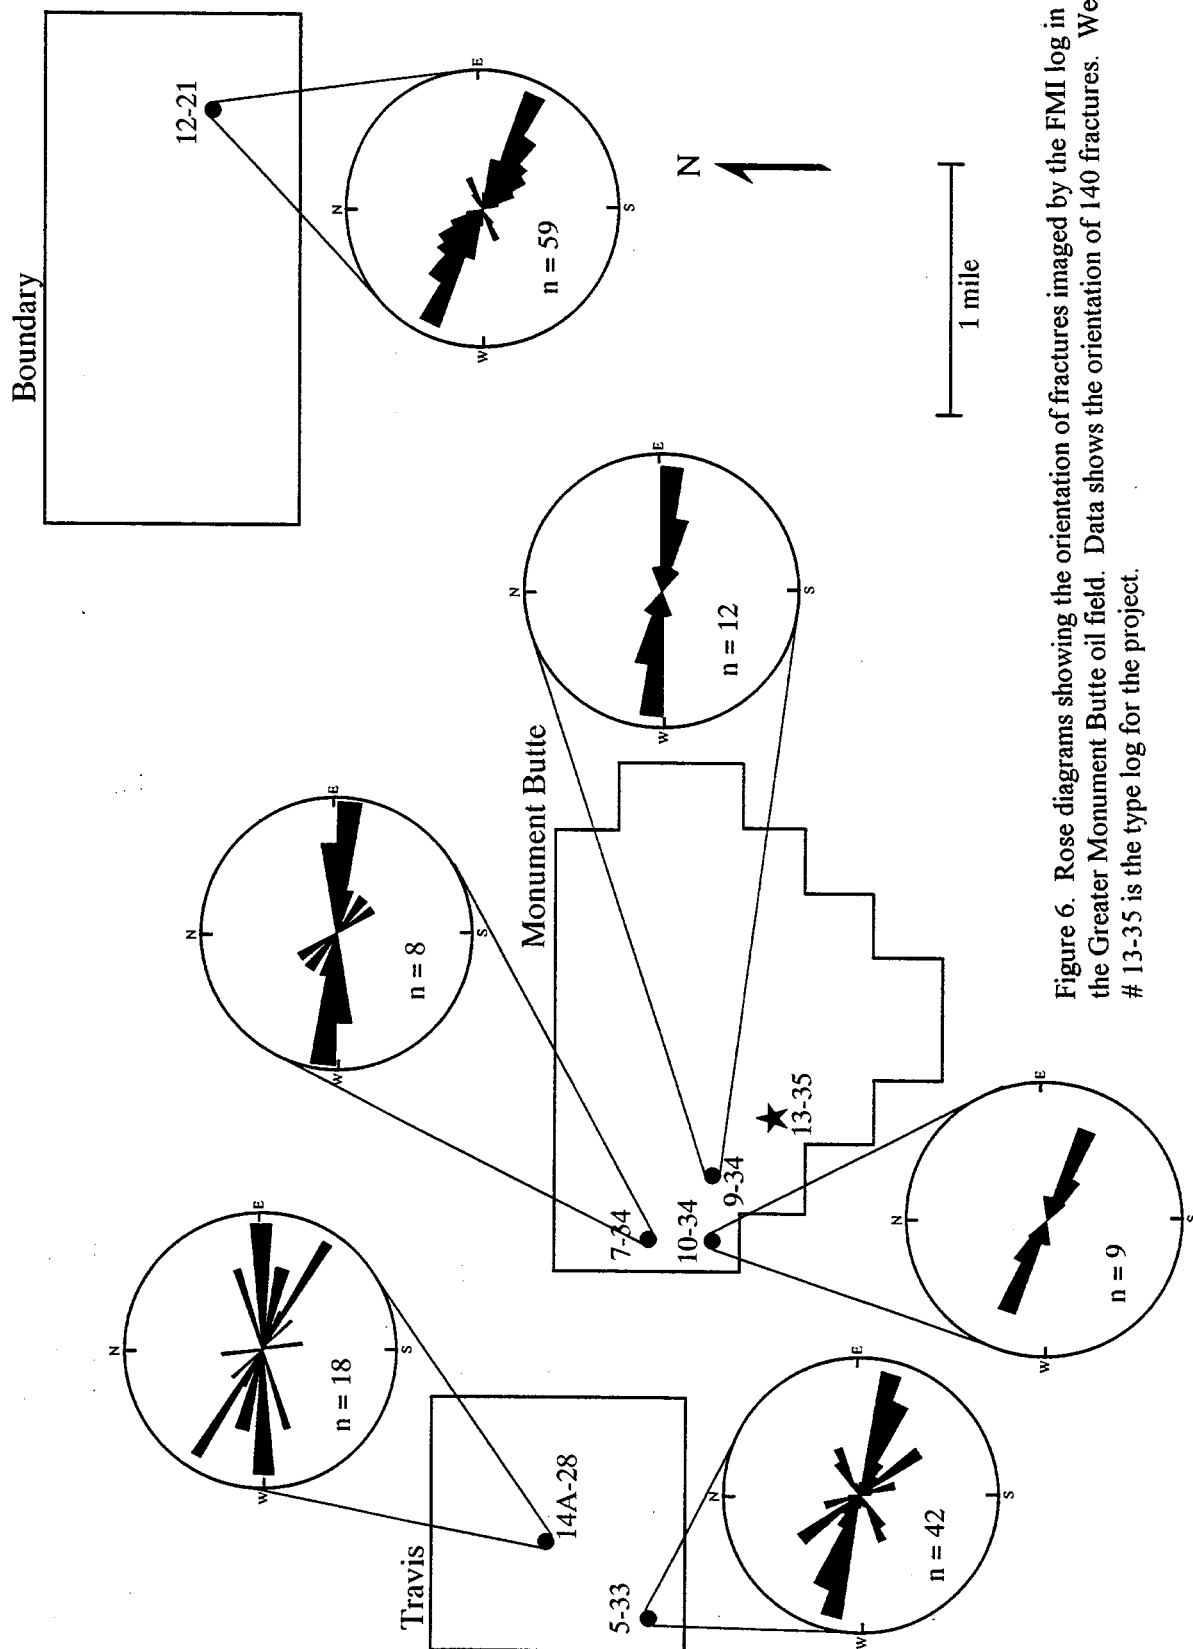 Boundary
12-21
N
E
S
W
n = 59
N
1 mile
Monument Butte
N
E
S
W
n = 12
N
E
S
W
n = 8
7-34
10-34
9-34
13-35
N
E
S
W
n = 9
Travis
14A-28
5-33
N
E
S
W
n = 18
N
E
S
W
n = 42
Figure 6. Rose diagrams showing the orientation of fractures imaged by the FMI log in
the Greater Monument Butte oil field. Data shows the orientation of 140 fractures. We
# 13-35 is the type log for the project.